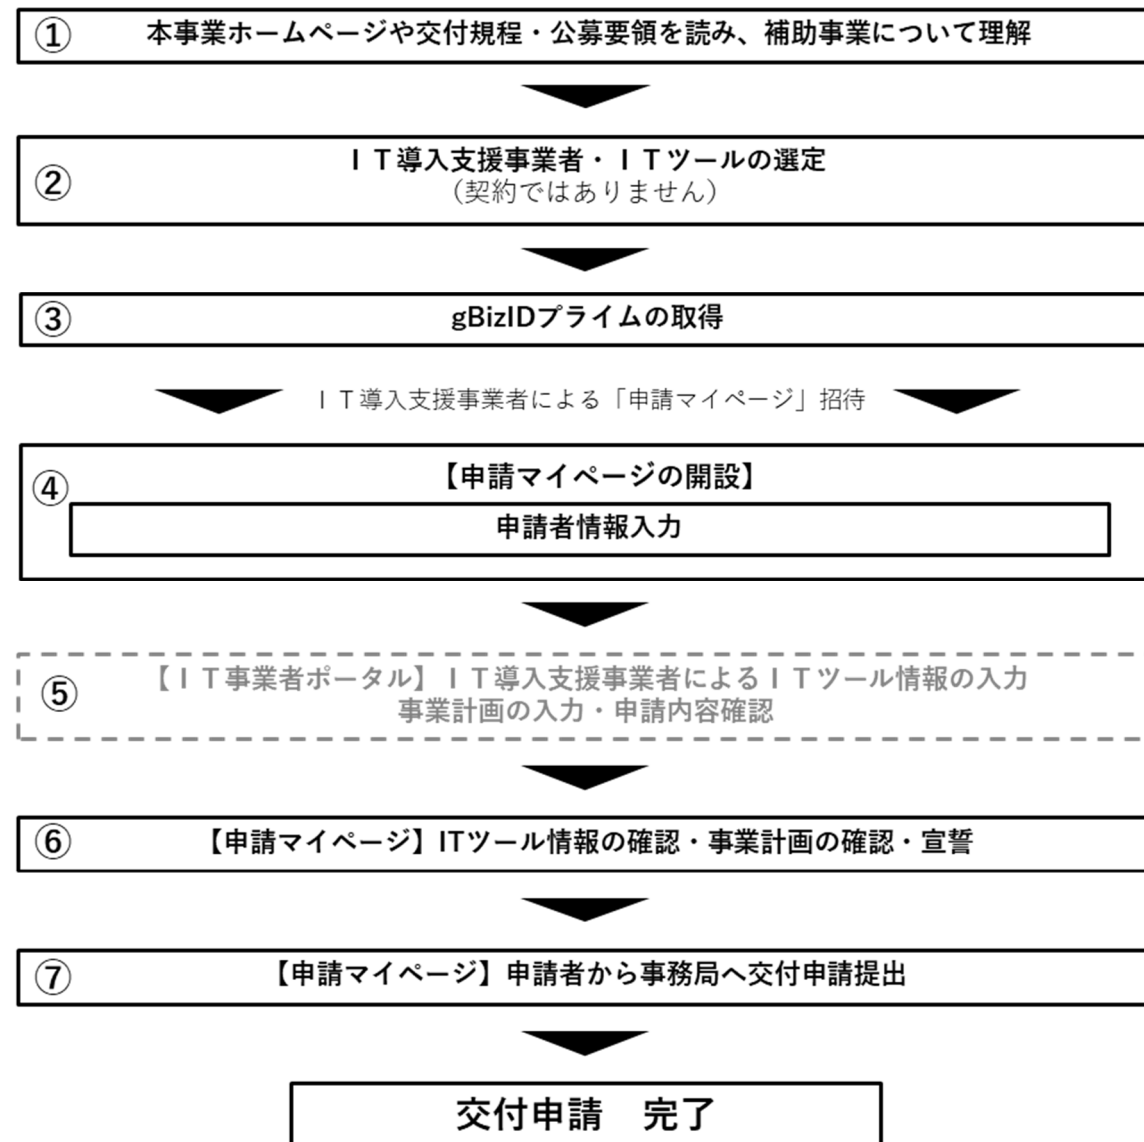 ① 本事業ホームページや交付規程・公募要領を読み、補助事業について理解
② ＩＴ導入支援事業者・ＩＴツールの選定
（契約ではありません）
③ gBizIDプライムの取得
ＩＴ導入支援事業者による「申請マイページ」招待
④ 【申請マイページの開設】
申請者情報入力
⑤ 【ＩＴ事業者ポータル】ＩＴ導入支援事業者によるＩＴツール情報の入力
事業計画の入力・申請内容確認
⑥ 【申請マイページ】ITツール情報の確認・事業計画の確認・宣誓
⑦ 【申請マイページ】申請者から事務局へ交付申請提出
交付申請　完了